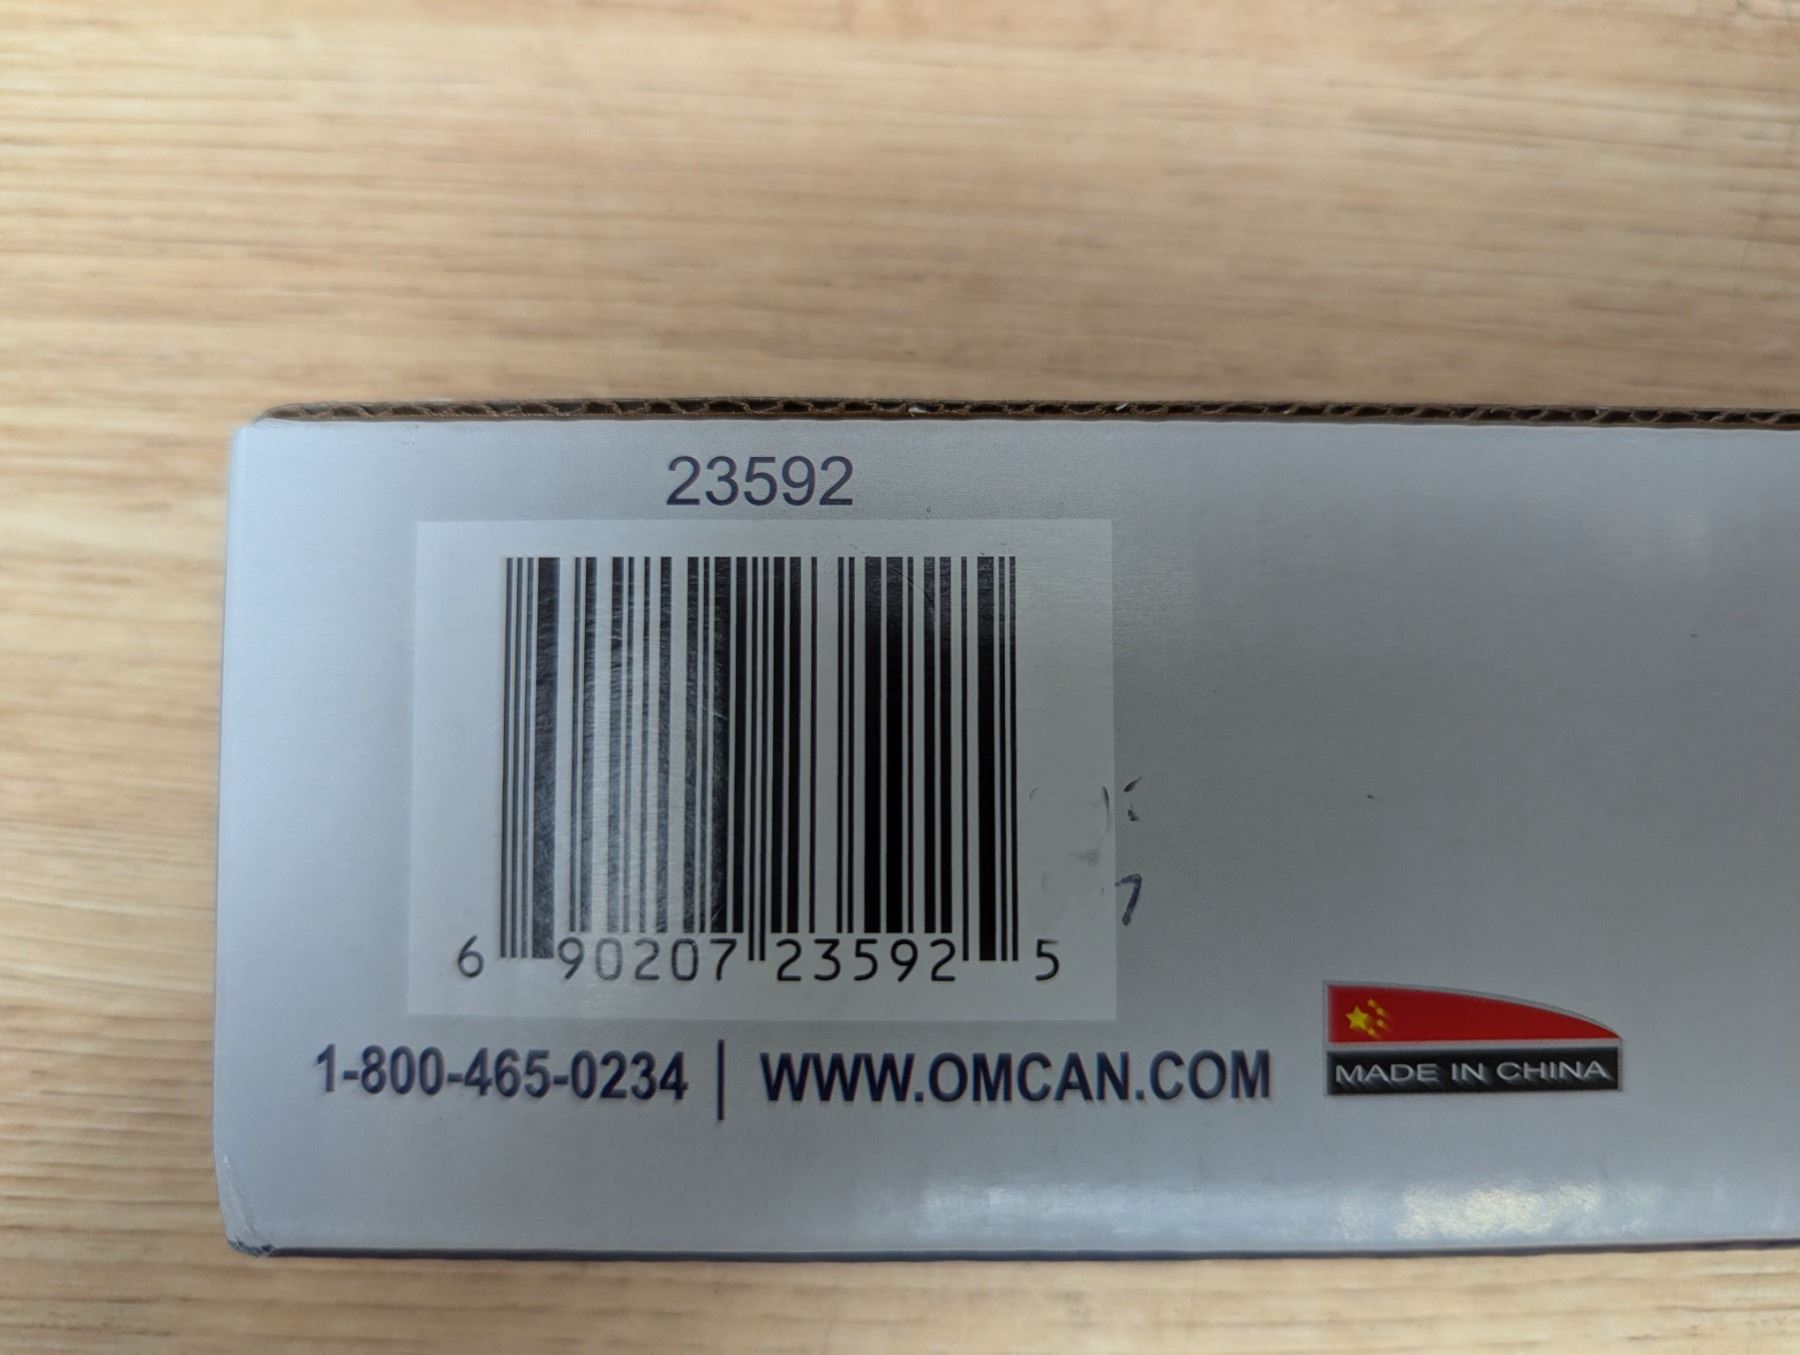 23592
6 90207 23592 5
1-800-465-0234 | WWW.OMCAN.COM
MADE IN CHINA